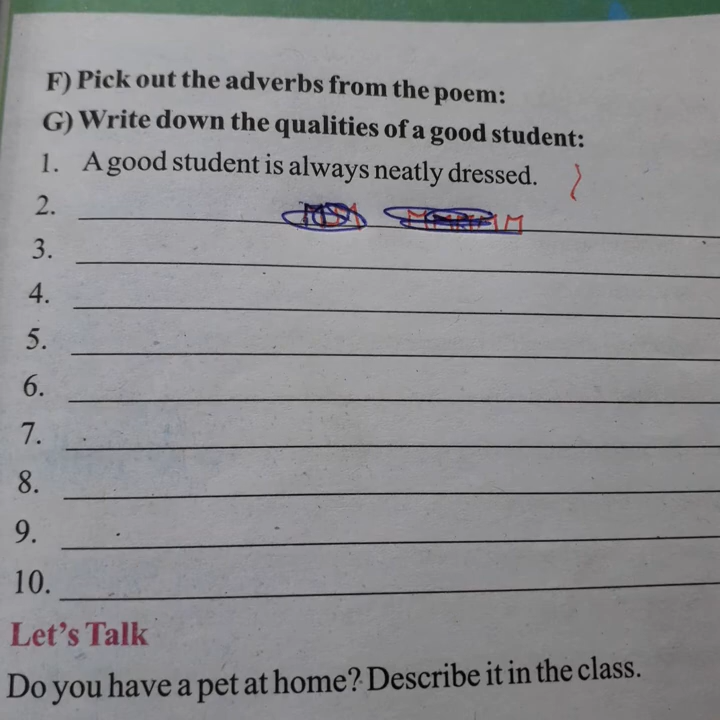 F) Pick out the adverbs from the poem:
G) Write down the qualities of a good student:
1. A good student is always neatly dressed.
2.
3.
4.
5.
6.
7.
8.
9.
10.
Let's Talk
Do you have a pet at home? Describe it in the class.